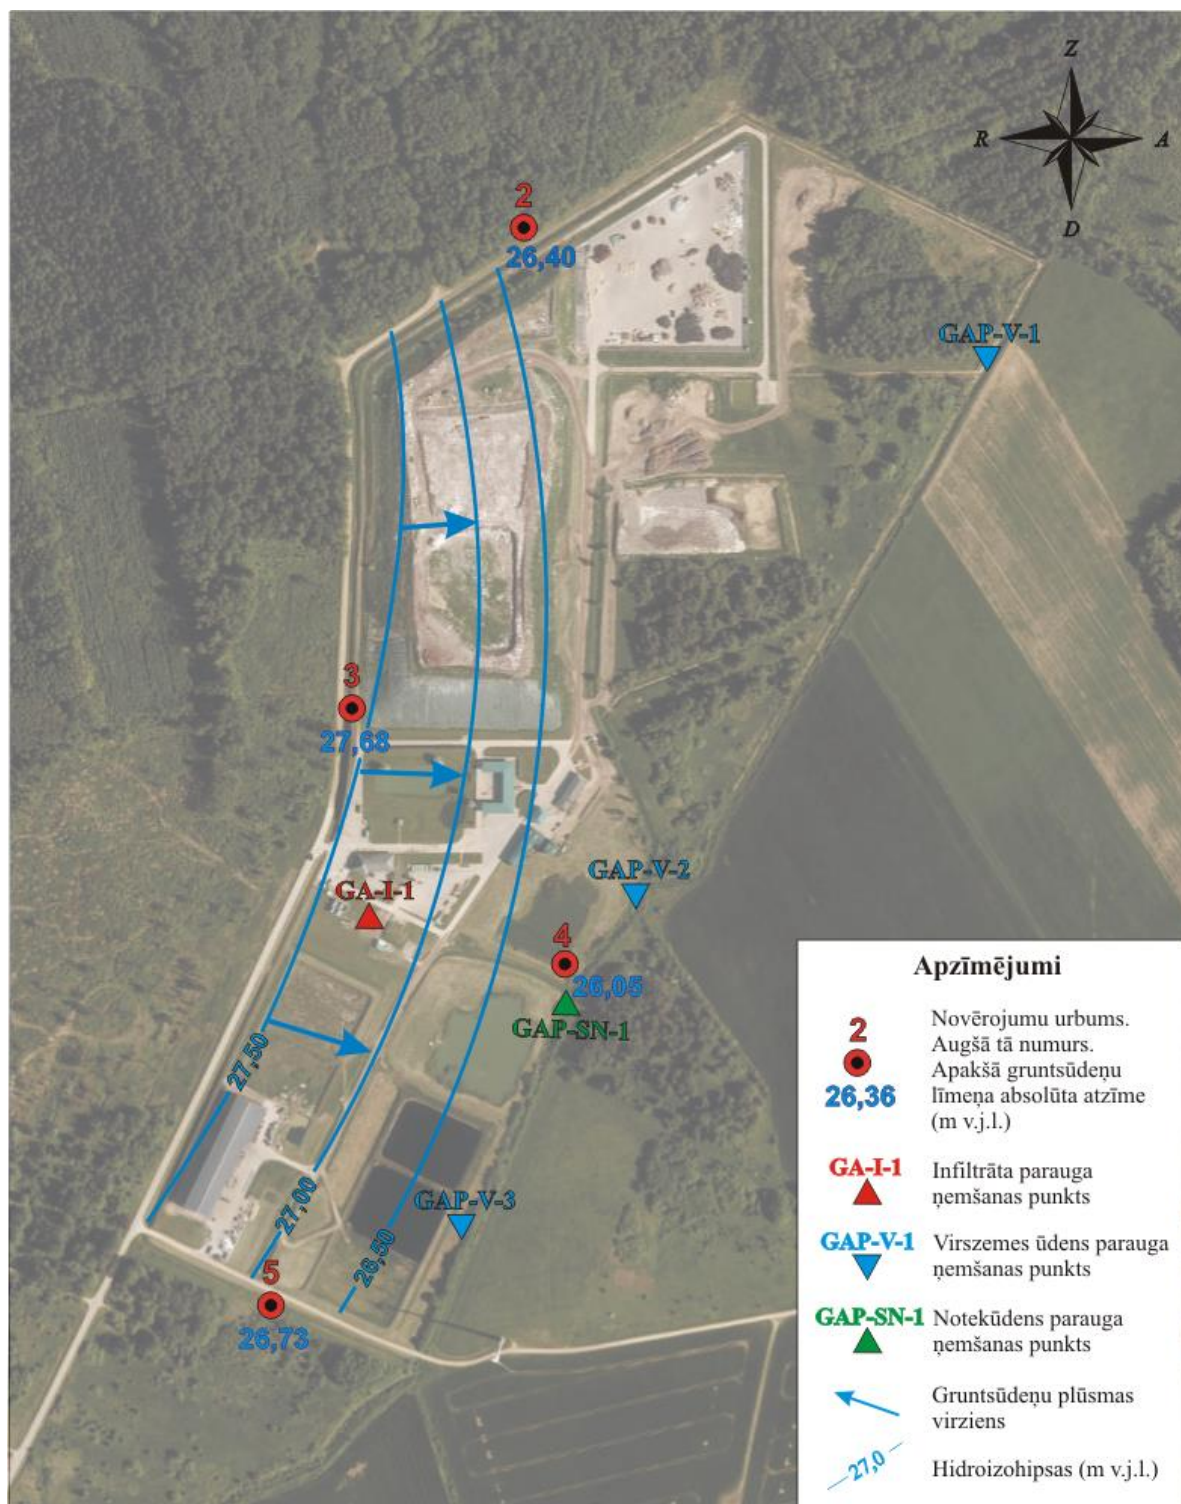 Z
R
A
D
2
26,40
GAP-V-1
3
27,68
GA-I-1
GAP-V-2
4
26,05
GAP-SN-1
27,50
27,00
26,50
GAP-V-3
5
26,73
Apzīmējumi
2
26,36
Novērojumu urbums.
Augšā tā numurs.
Apakšā gruntsūdeņu
līmeņa absolūta atzīme
(m v.j.l.)
GA-I-1
Infiltrāta parauga
ņemšanas punkts
GAP-V-1
Virszemes ūdens parauga
ņemšanas punkts
GAP-SN-1
Notekūdens parauga
ņemšanas punkts
Gruntsūdeņu plūsmas
virziens
27,0
Hidroizohipsas (m v.j.l.)